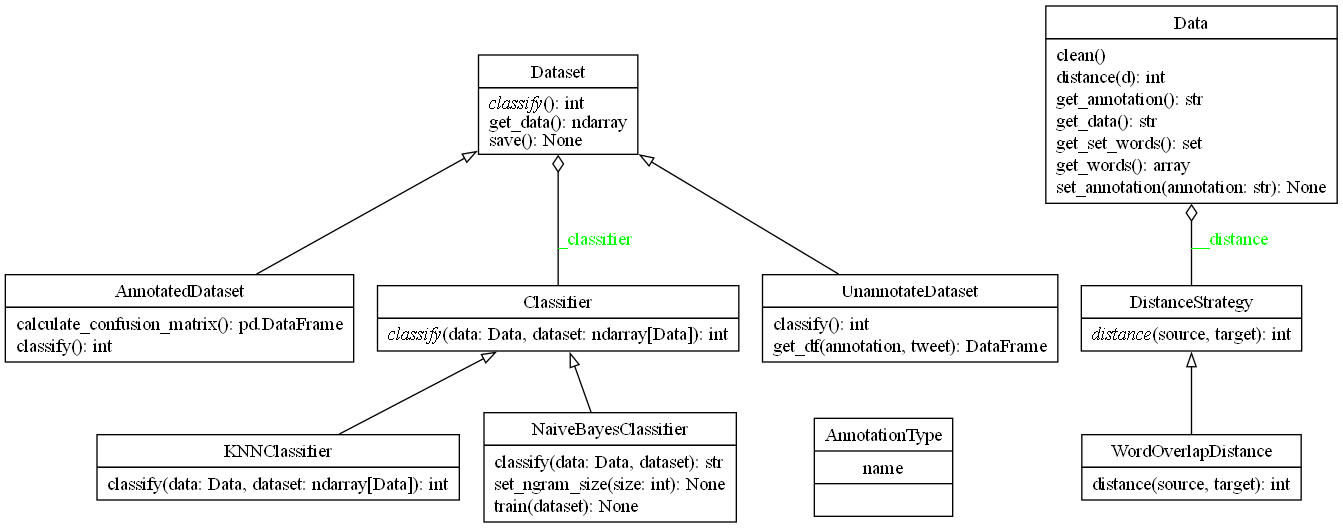 Data
clean()
distance(d): int
get_annotation(): str
get_data(): str
get_set_words(): set
get_words(): array
set_annotation(annotation: str): None
Dataset
classify(): int
get_data(): ndarray
save(): None
_classifier
__distance
AnnotatedDataset
calculate_confusion_matrix(): pd.DataFrame
classify(): int
Classifier
classify(data: Data, dataset: ndarray[Data]): int
UnannotateDataset
classify(): int
get_df(annotation, tweet): DataFrame
DistanceStrategy
distance(source, target): int
KNNClassifier
classify(data: Data, dataset: ndarray[Data]): int
NaiveBayesClassifier
classify(data: Data, dataset): str
set_ngram_size(size: int): None
train(dataset): None
AnnotationType
name
WordOverlapDistance
distance(source, target): int